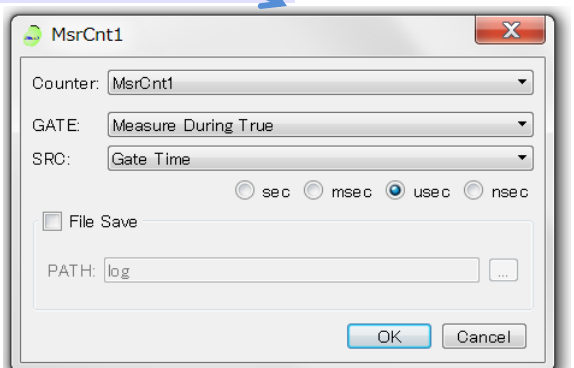 MsrCnt1
Counter: MsrCnt1
GATE: Measure During True
SRC: Gate Time
sec msec usec nsec
File Save
PATH: log ...
OK Cancel